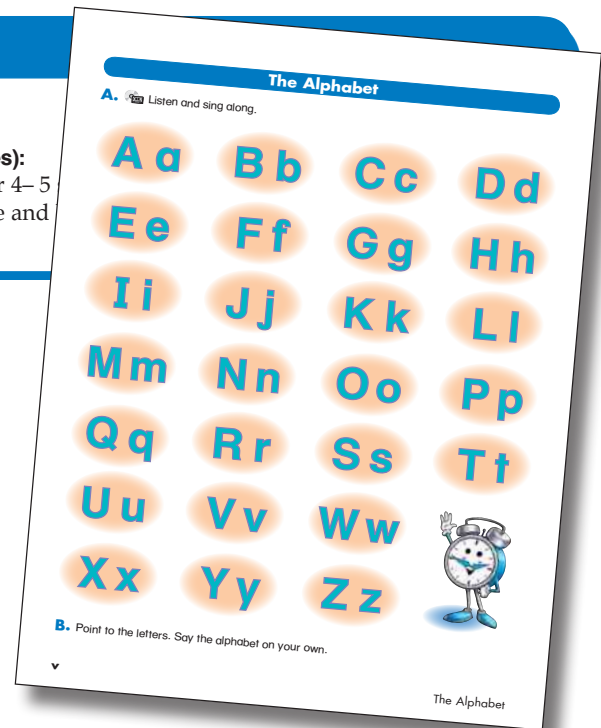 s):
r 4– 5
e and
The Alphabet
A. Listen and sing along.
A a B b C c D d
E e F f G g H h
I i J j K k L l
M m N n O o P p
Q q R r S s T t
U u V v W w
X x Y y Z z
B. Point to the letters. Say the alphabet on your own.
v
The Alphabet